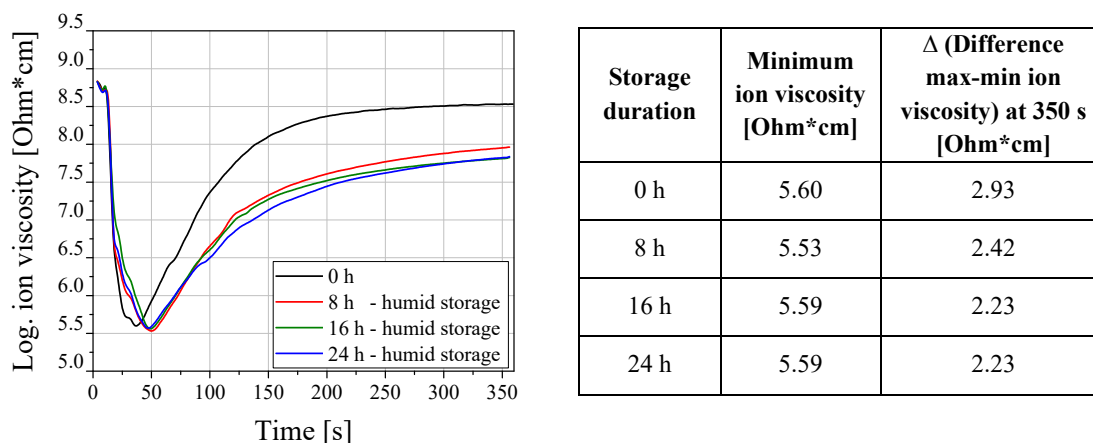 9.5
9.0
8.5
8.0
7.5
7.0
6.5
6.0
5.5
5.0
Log. ion viscosity [Ohm*cm]
0 50 100 150 200 250 300 350
Time [s]
0 h
8 h - humid storage
16 h - humid storage
24 h - humid storage
Storage
duration
Minimum
ion viscosity
[Ohm*cm]
Δ (Difference
max-min ion
viscosity) at 350 s
[Ohm*cm]
0 h 5.60 2.93
8 h 5.53 2.42
16 h 5.59 2.23
24 h 5.59 2.23